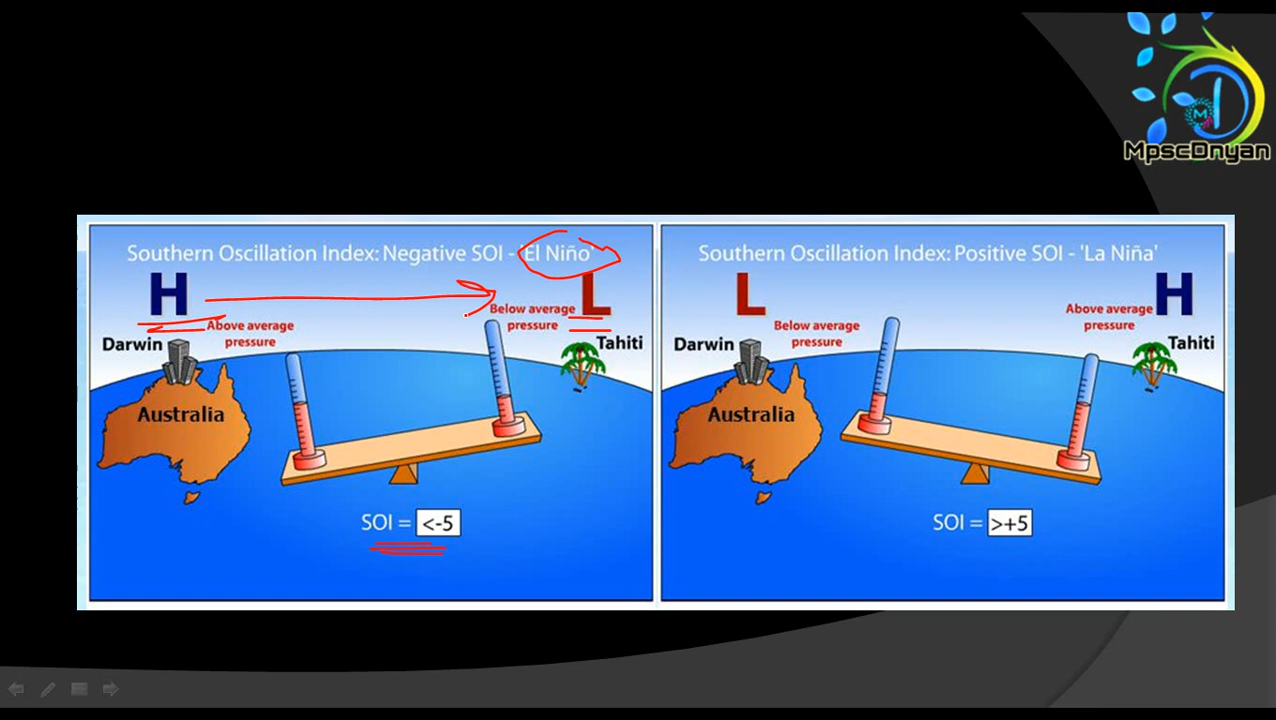 MpscDnyan
Southern Oscillation Index: Negative SOI - 'El Niño'
H
L
Above average
pressure
Below average
pressure
Darwin
Tahiti
Australia
SOI = <-5
Southern Oscillation Index: Positive SOI - 'La Niña'
L
H
Below average
pressure
Above average
pressure
Darwin
Tahiti
Australia
SOI = >+5